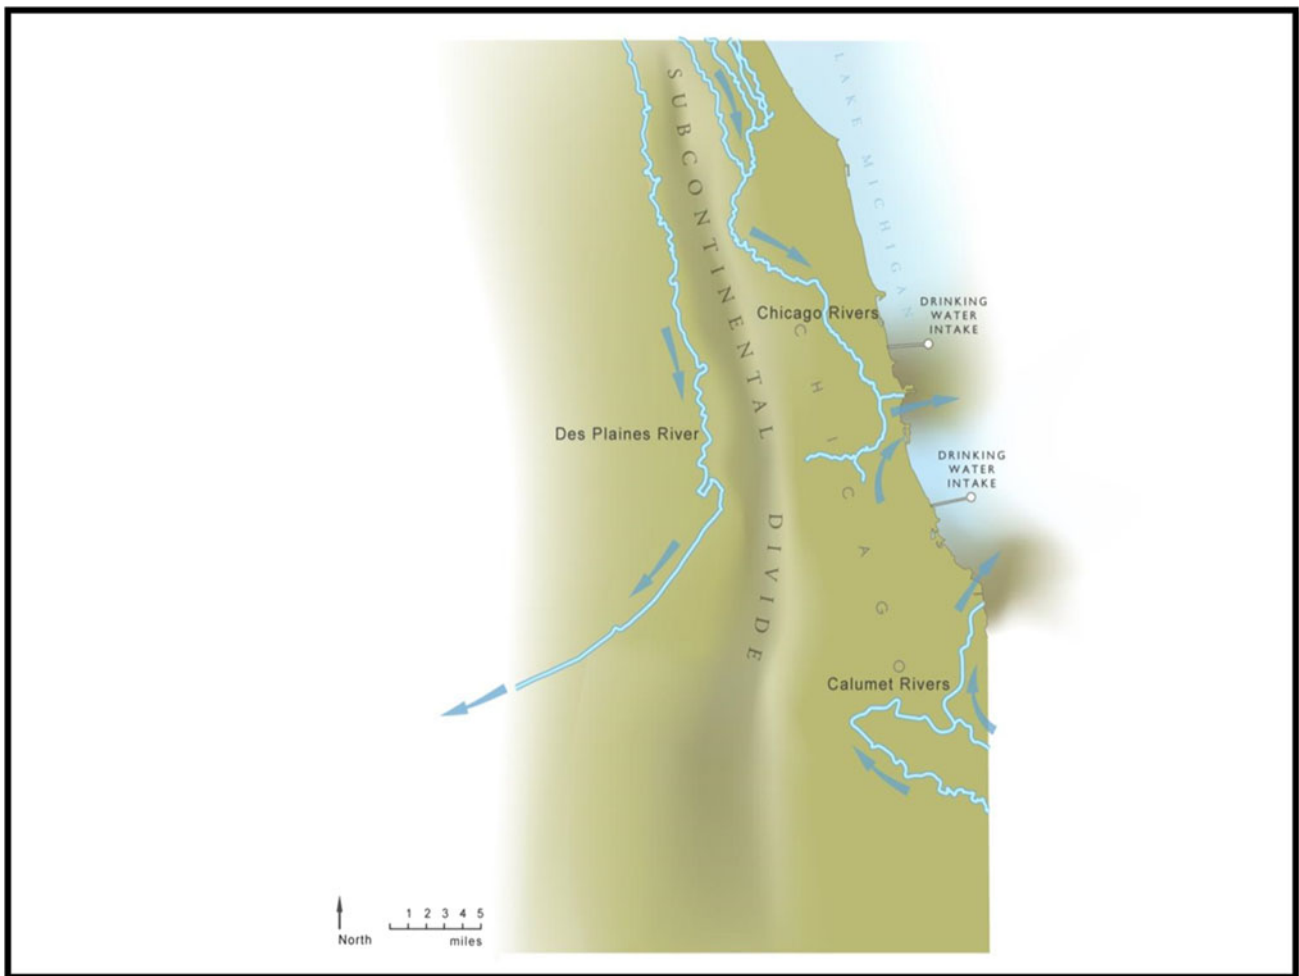 SUBCONTINENTAL DIVIDE
LAKE MICHIGAN
Chicago Rivers
DRINKING
WATER
INTAKE
CHICAGO
Des Plaines River
DRINKING
WATER
INTAKE
Calumet Rivers
1 2 3 4 5
North
miles